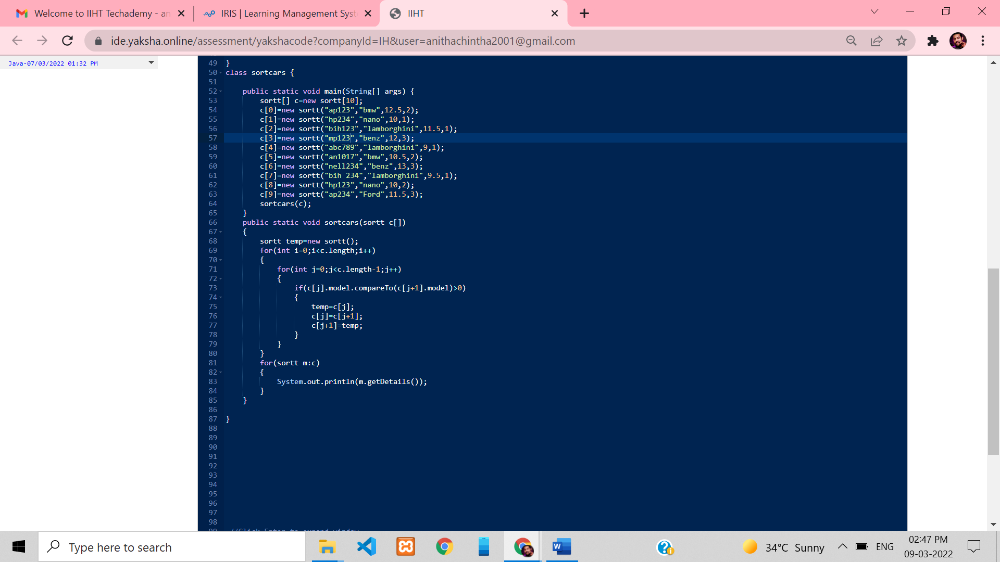 Welcome to IIHT Techademy - an
IRIS | Learning Management Syst
IIHT
ide.yaksha.online/assessment/yakshacode?companyId=IH&user=anithachintha2001@gmail.com
Java-07/03/2022 01:32 PM
49 }
50 class sortcars {
51
52 public static void main(String[] args) {
53 sortt[] c=new sortt[10];
54 c[0]=new sortt("ap123","bmw",12.5,2);
55 c[1]=new sortt("hp234","nano",10,1);
56 c[2]=new sortt("bih123","lamborghini",11.5,1);
57 c[3]=new sortt("mp123","benz",12,3);
58 c[4]=new sortt("abc789","lamborghini",9,1);
59 c[5]=new sortt("an1017","bmw",10.5,2);
60 c[6]=new sortt("nell234","benz",13,3);
61 c[7]=new sortt("bih 234","lamborghini",9.5,1);
62 c[8]=new sortt("hp123","nano",10,2);
63 c[9]=new sortt("ap234","Ford",11.5,3);
64 sortcars(c);
65 }
66 public static void sortcars(sortt c[])
67 {
68 sortt temp=new sortt();
69 for(int i=0;i<c.length;i++)
70 {
71 for(int j=0;j<c.length-1;j++)
72 {
73 if(c[j].model.compareTo(c[j+1].model)>0)
74 {
75 temp=c[j];
76 c[j]=c[j+1];
77 c[j+1]=temp;
78 }
79 }
80 }
81 for(sortt m:c)
82 {
83 System.out.println(m.getDetails());
84 }
85 }
86
87 }
88
89
90
91
92
93
94
95
96
97
98
Type here to search
34°C Sunny
ENG
02:47 PM
09-03-2022